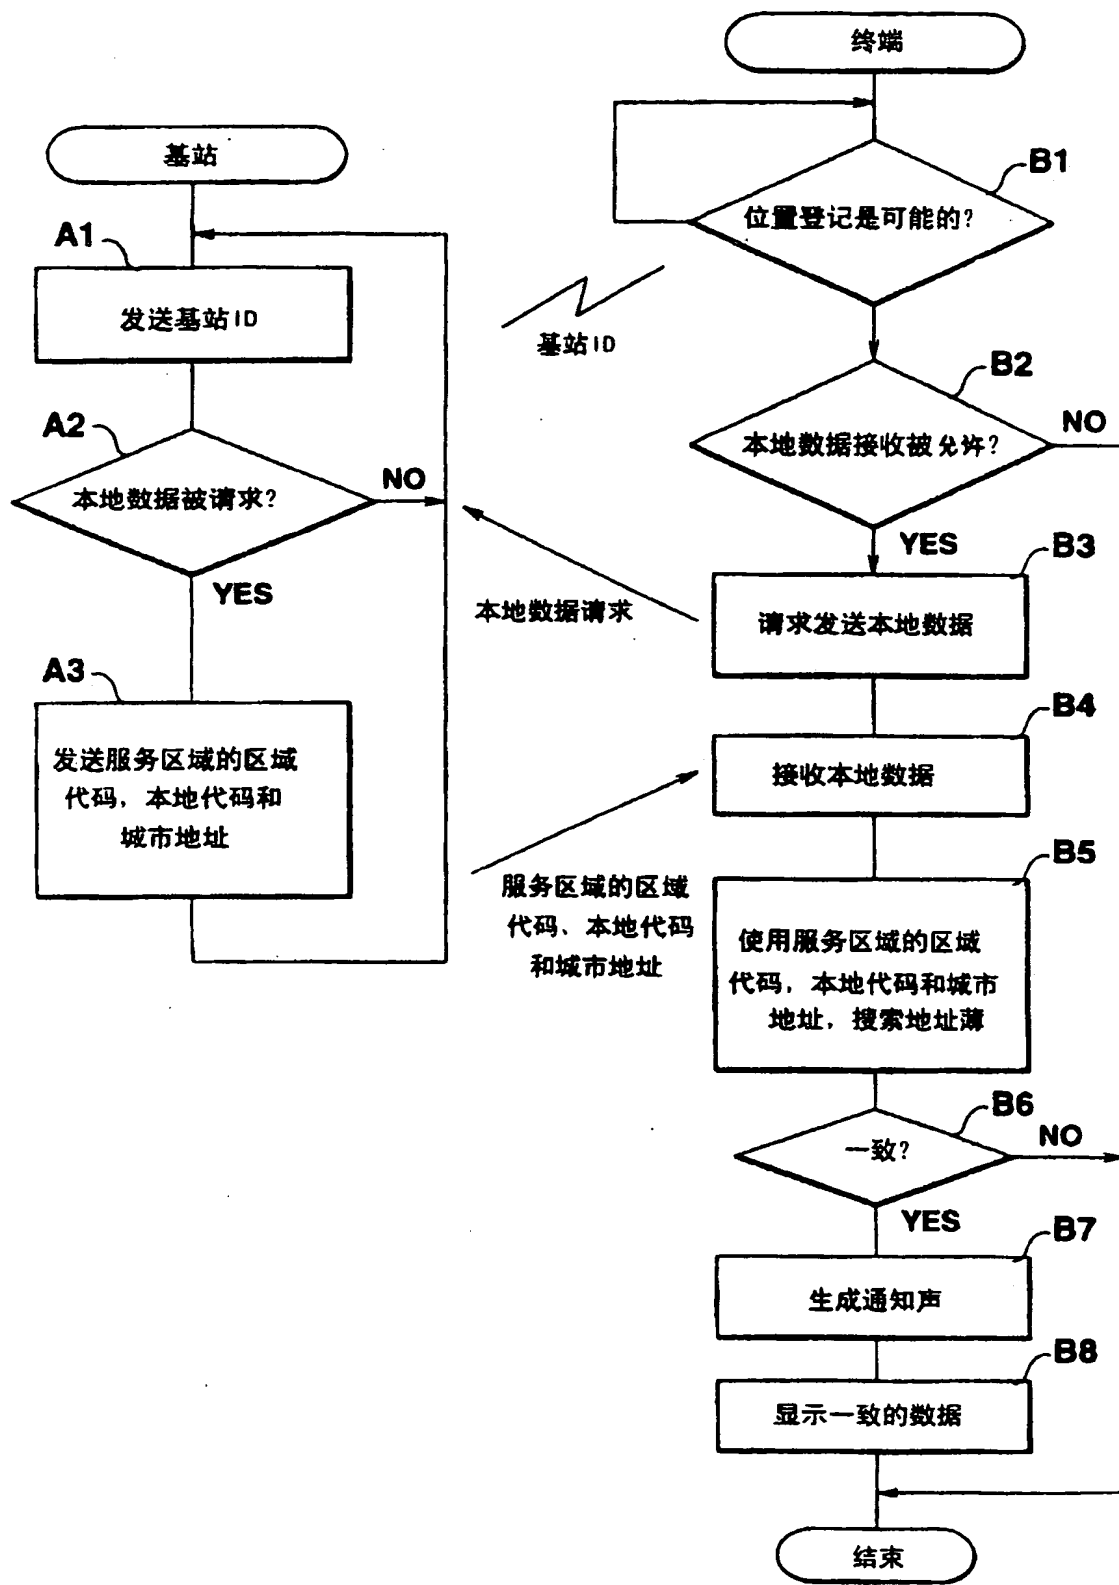 基站
A1
发送基站ID
A2
本地数据被请求?
NO
YES
A3
发送服务区域的区域
代码，本地代码和
城市地址
基站ID
本地数据请求
服务区域的区域
代码、本地代码
和城市地址
终端
B1
位置登记是可能的?
B2
本地数据接收被允许?
NO
YES
B3
请求发送本地数据
B4
接收本地数据
B5
使用服务区域的区域
代码，本地代码和城市
地址，搜索地址薄
B6
一致?
NO
YES
B7
生成通知声
B8
显示一致的数据
结束